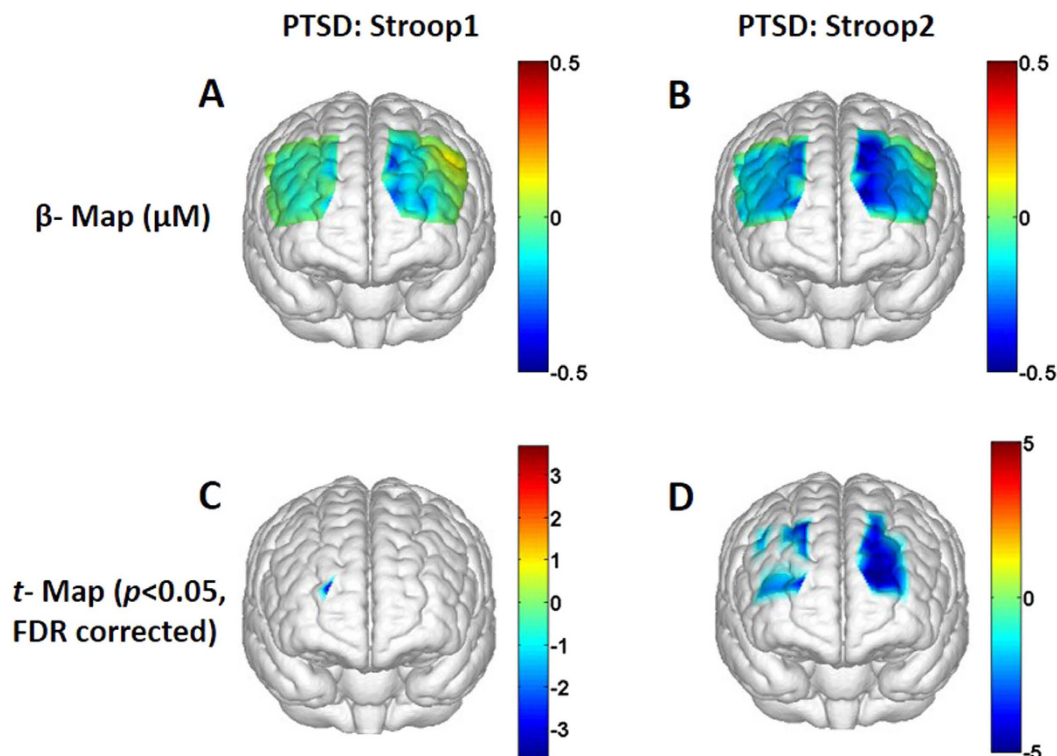 PTSD: Stroop1
PTSD: Stroop2
A
0.5
0
-0.5
B
0.5
0
-0.5
β- Map (μM)
C
3
2
1
0
-1
-2
-3
D
5
0
-5
t- Map (p<0.05,
FDR corrected)